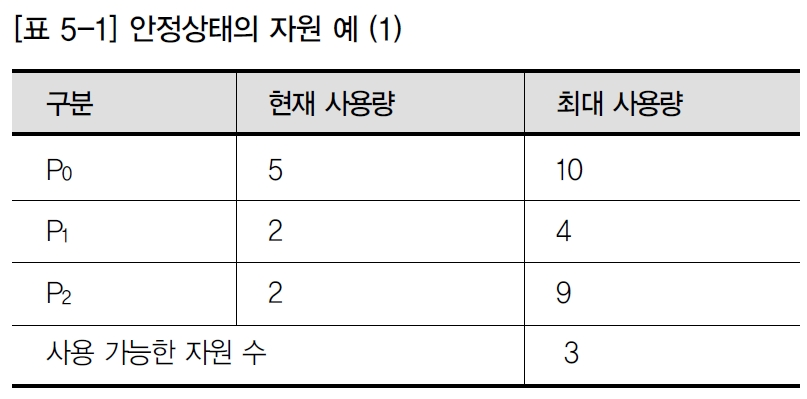 [표 5-1] 안정상태의 자원 예 (1)
구분 현재 사용량 최대 사용량
P0 5 10
P1 2 4
P2 2 9
사용 가능한 자원 수 3